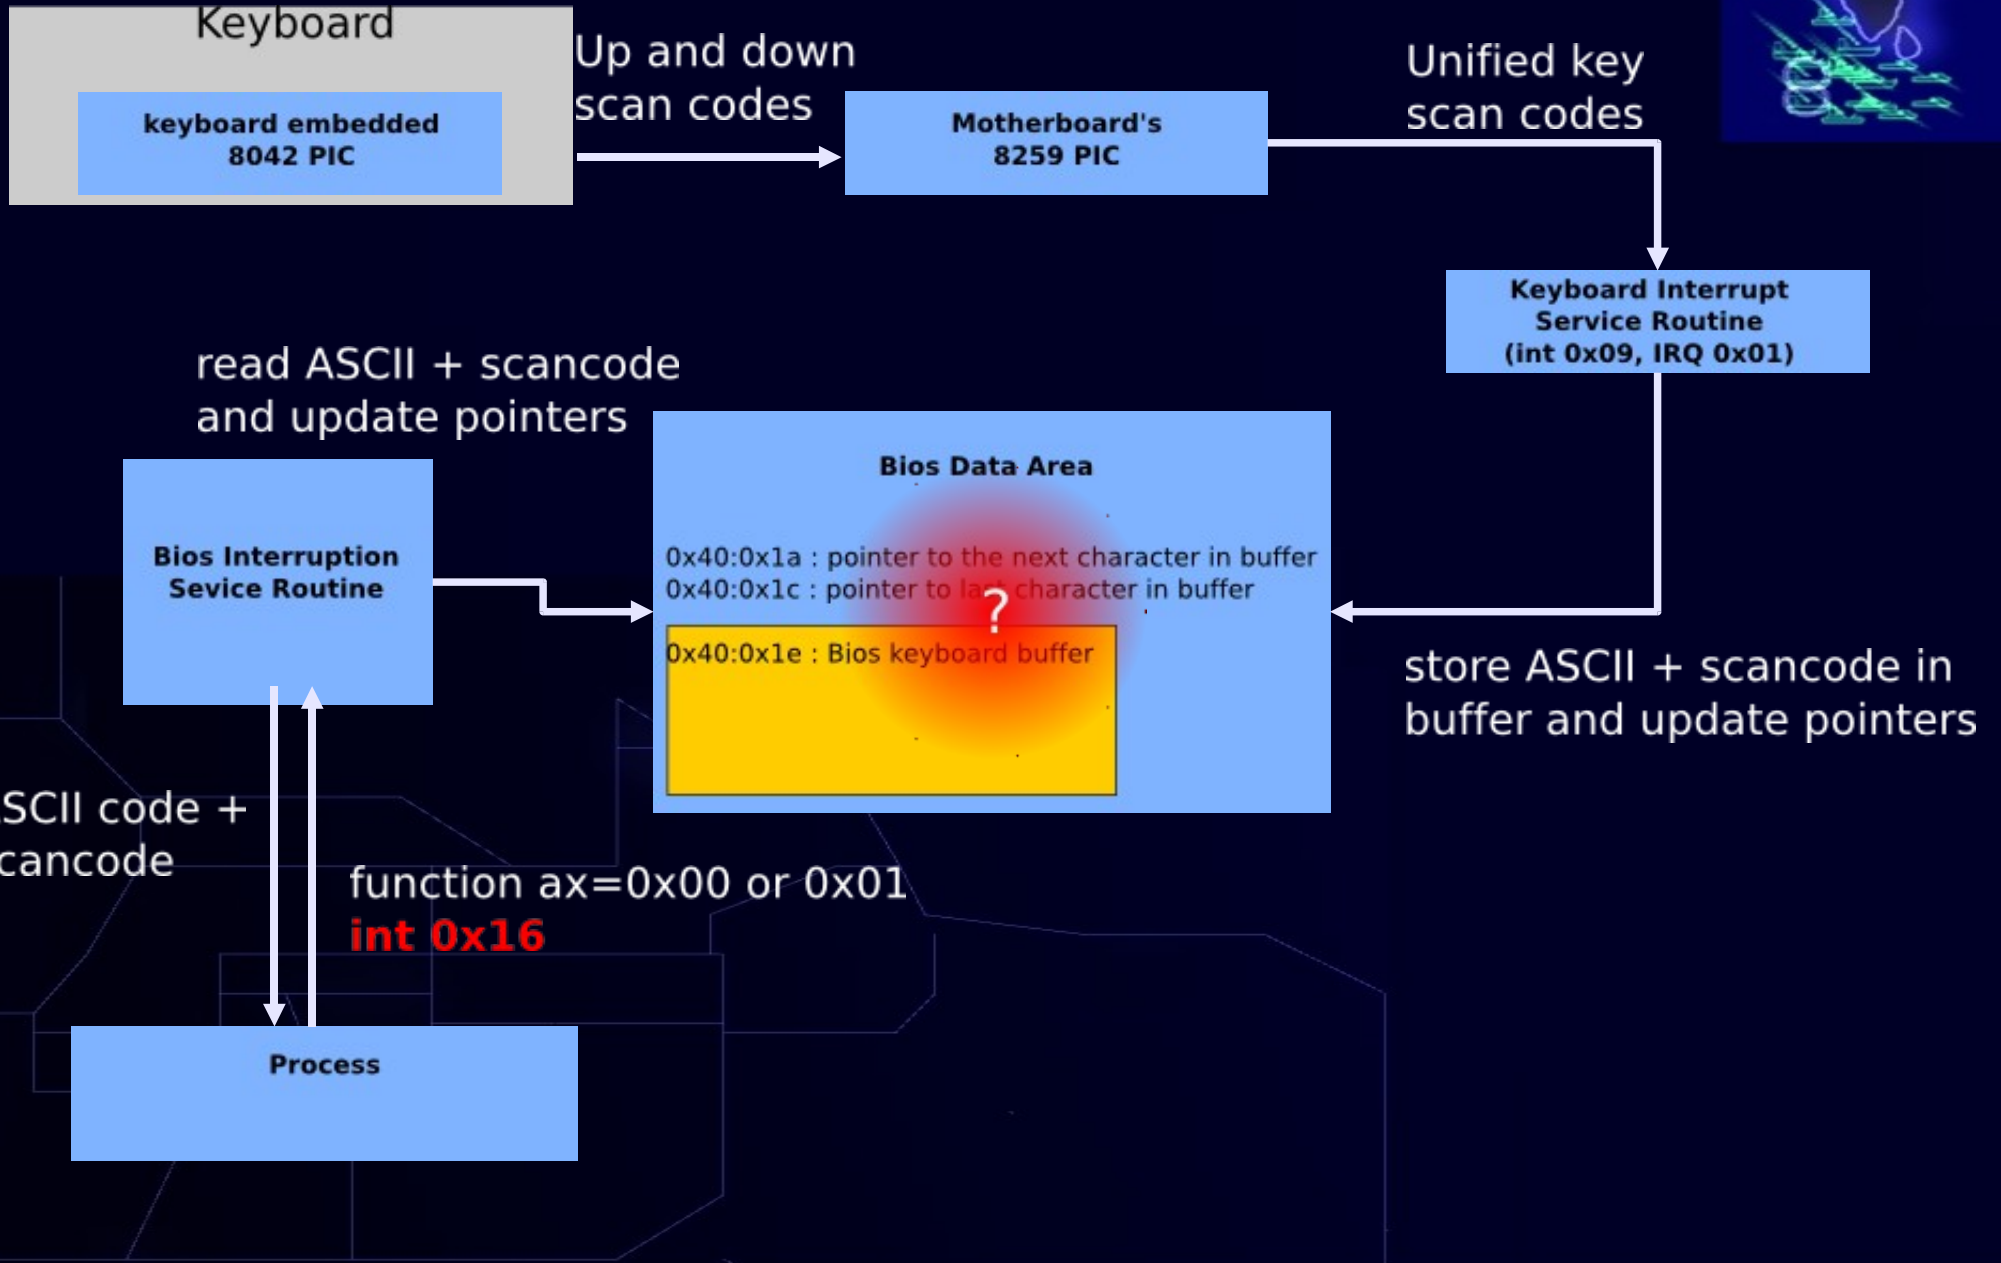 Keyboard
keyboard embedded
8042 PIC
Up and down
scan codes
Motherboard's
8259 PIC
Unified key
scan codes
Keyboard Interrupt
Service Routine
(int 0x09, IRQ 0x01)
read ASCII + scancode
and update pointers
Bios Interruption
Sevice Routine
Bios Data Area
0x40:0x1a : pointer to the next character in buffer
0x40:0x1c : pointer to last character in buffer
?
0x40:0x1e : Bios keyboard buffer
store ASCII + scancode in
buffer and update pointers
SCII code +
cancode
function ax=0x00 or 0x01
int 0x16
Process